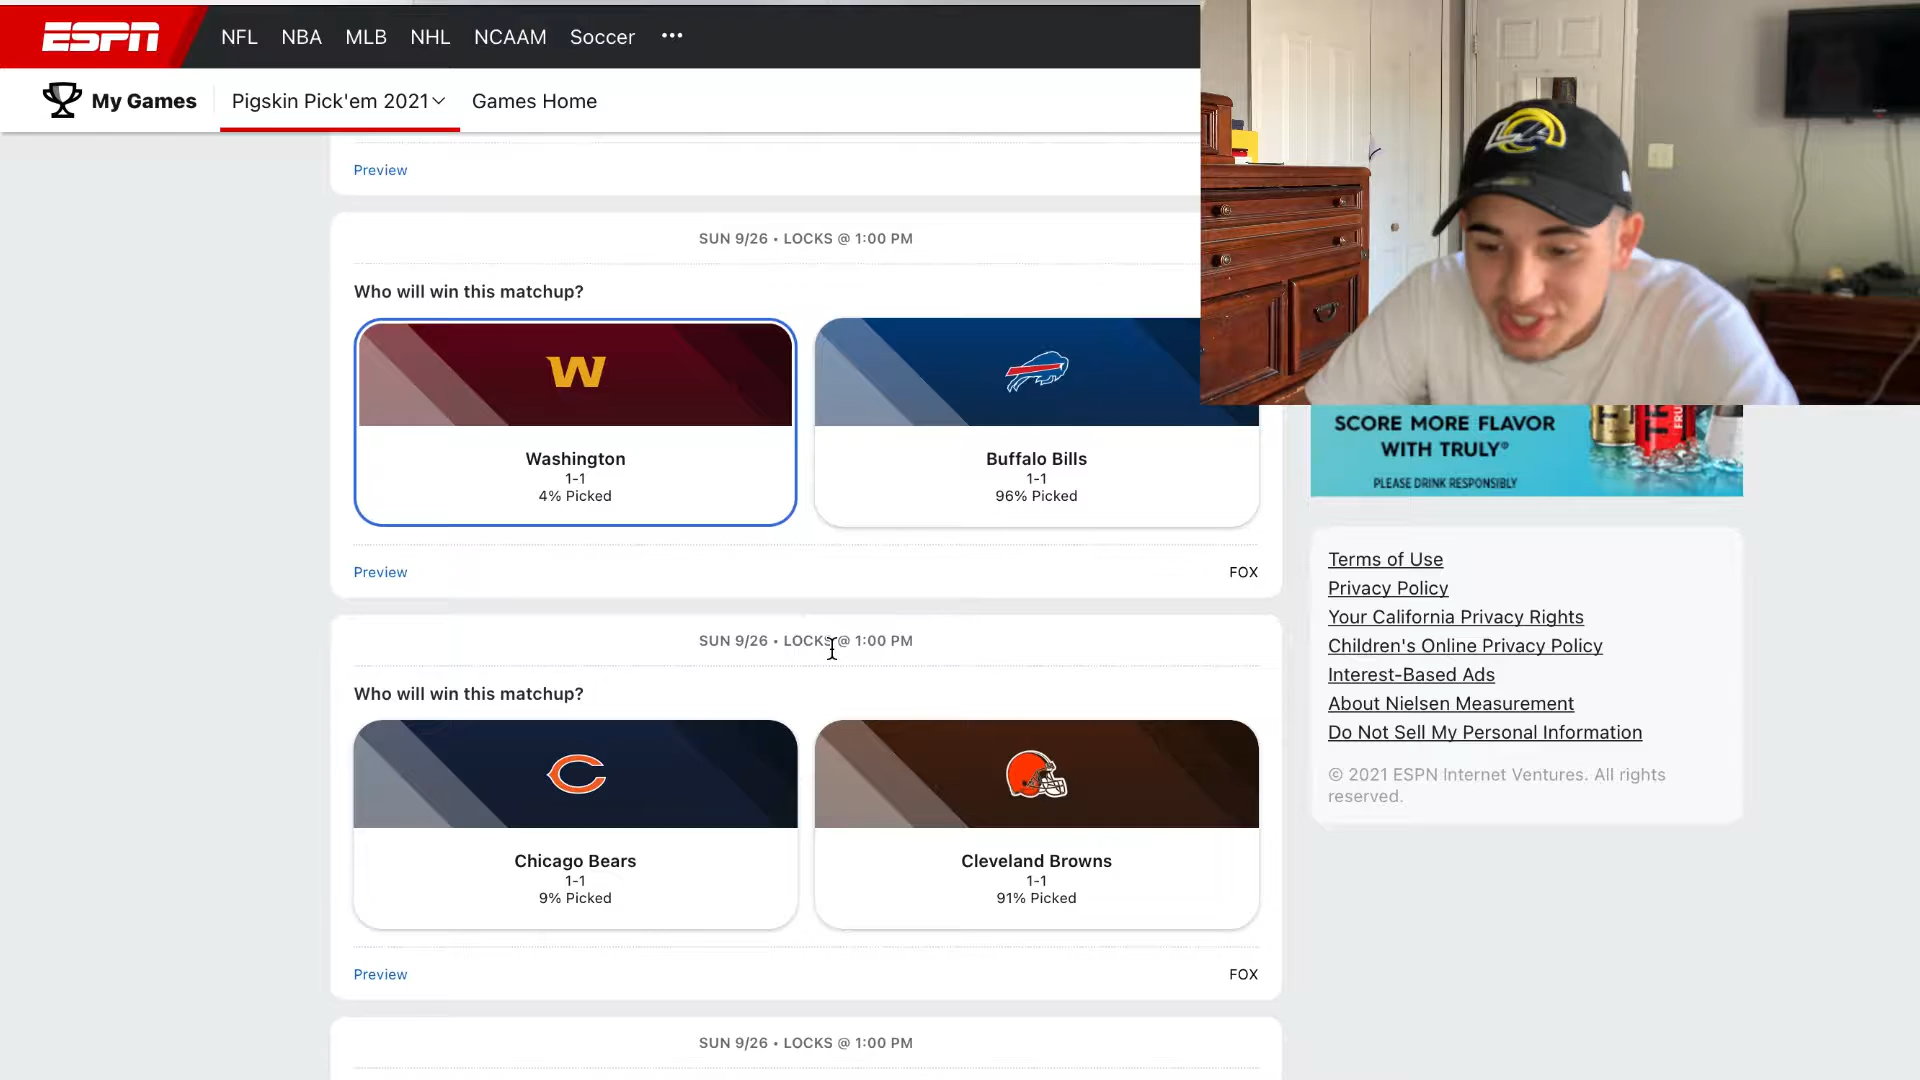 ESPN
NFL NBA MLB NHL NCAAM Soccer •••
My Games Pigskin Pick'em 2021 Games Home
Preview
SUN 9/26 • LOCKS @ 1:00 PM
Who will win this matchup?
W
Washington
1-1
4% Picked
Buffalo Bills
1-1
96% Picked
Preview
FOX
SUN 9/26 • LOCKS @ 1:00 PM
Who will win this matchup?
Chicago Bears
1-1
9% Picked
Cleveland Browns
1-1
91% Picked
Preview
FOX
SUN 9/26 • LOCKS @ 1:00 PM
LA
SCORE MORE FLAVOR
WITH TRULY®
PLEASE DRINK RESPONSIBLY
Terms of Use
Privacy Policy
Your California Privacy Rights
Children's Online Privacy Policy
Interest-Based Ads
About Nielsen Measurement
Do Not Sell My Personal Information
© 2021 ESPN Internet Ventures. All rights
reserved.